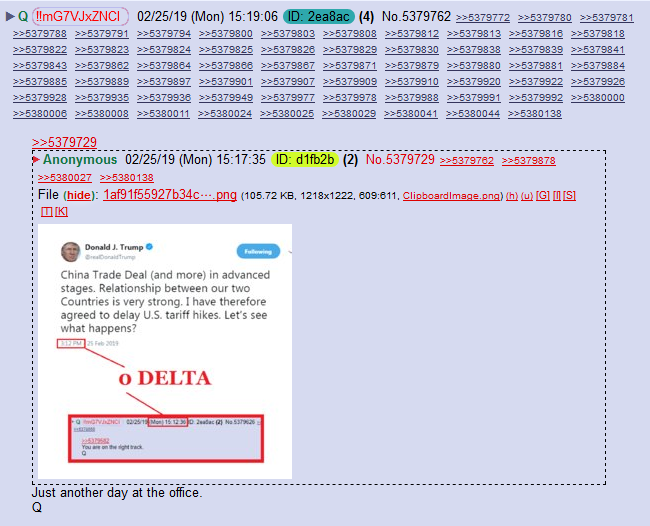 Q !!mG7VJxZNCI 02/25/19 (Mon) 15:19:06 ID: 2ea8ac (4) No.5379762 >>5379772 >>5379780 >>5379781
>>5379788 >>5379791 >>5379794 >>5379800 >>5379803 >>5379808 >>5379812 >>5379813 >>5379816 >>5379818
>>5379822 >>5379823 >>5379824 >>5379825 >>5379826 >>5379829 >>5379830 >>5379838 >>5379839 >>5379841
>>5379843 >>5379862 >>5379864 >>5379866 >>5379867 >>5379871 >>5379879 >>5379880 >>5379881 >>5379884
>>5379885 >>5379889 >>5379897 >>5379901 >>5379906 >>5379909 >>5379910 >>5379920 >>5379922 >>5379926
>>5379928 >>5379935 >>5379936 >>5379949 >>5379977 >>5379978 >>5379988 >>5379991 >>5379992 >>5380000
>>5380006 >>5380008 >>5380011 >>5380024 >>5380025 >>5380029 >>5380041 >>5380044 >>5380138
>>5379729
Anonymous 02/25/19 (Mon) 15:17:35 ID: d1fb2b (2) No.5379729 >>5379762 >>5379878
>>5380027 >>5380138
File (hide): 1af91f55927b34c⋯.png (105.72 KB, 1218x1222, 609:611, ClipboardImage.png) (h) (u) [G] [I] [S]
[T] [K]
Donald J. Trump
@realDonaldTrump
Following
China Trade Deal (and more) in advanced
stages. Relationship between our two
Countries is very strong. I have therefore
agreed to delay U.S. tariff hikes. Let's see
what happens?
3:12 PM 25 Feb 2019
0 DELTA
Q !!mG7VJxZNCI 02/25/19 (Mon) 15:12:36 ID: 2ea8ac (2) No.5379626
>>5379682
You are on the right track.
Q
Just another day at the office.
Q